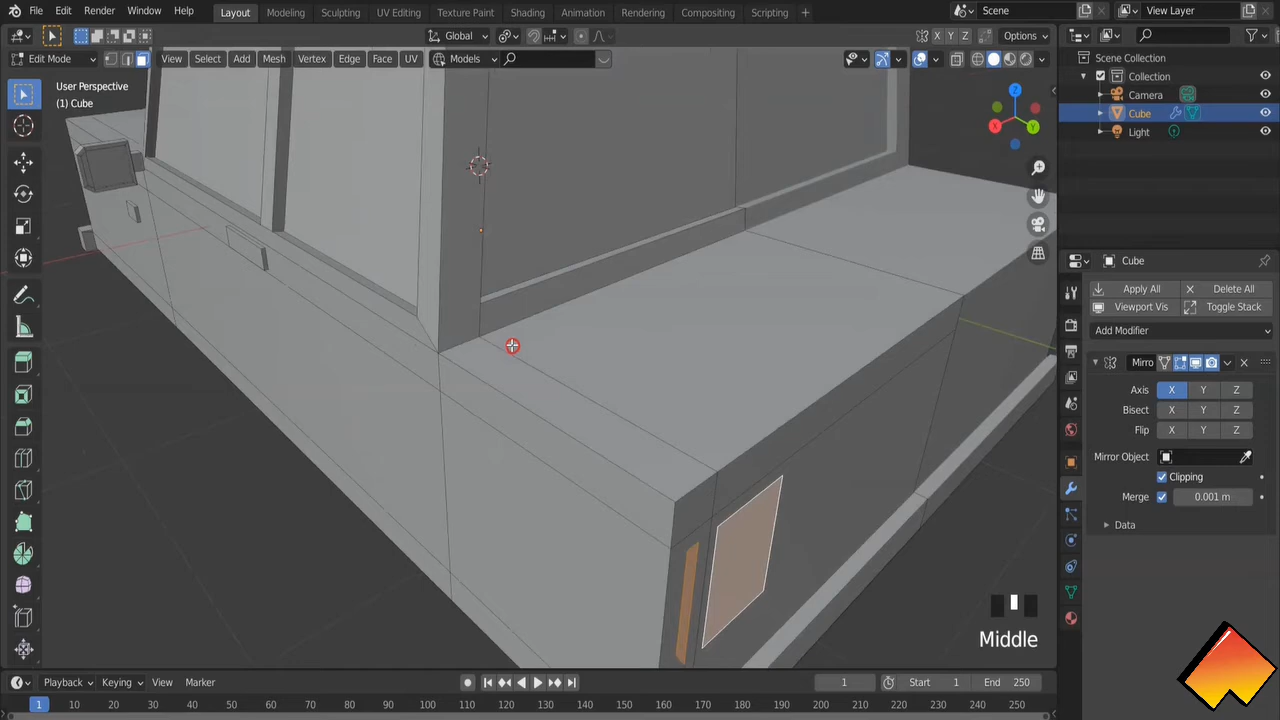 File Edit Render Window Help Layout Modeling Sculpting UV Editing Texture Paint Shading Animation Rendering Compositing Scripting + Scene View Layer
Global X Y Z Options
Edit Mode View Select Add Mesh Vertex Edge Face UV Models
User Perspective
(1) Cube
Z
X Y
Scene Collection
Collection
Camera
Cube
Light
Cube
Apply All Delete All
Viewport Vis Toggle Stack
Add Modifier
Mirro
Axis X Y Z
Bisect X Y Z
Flip X Y Z
Mirror Object
Clipping
Merge 0.001 m
Data
Middle
Playback Keying View Marker 1 Start 1 End 250
1 10 20 30 40 50 60 70 80 90 100 110 120 130 140 150 160 170 180 190 200 210 220 230 240 250